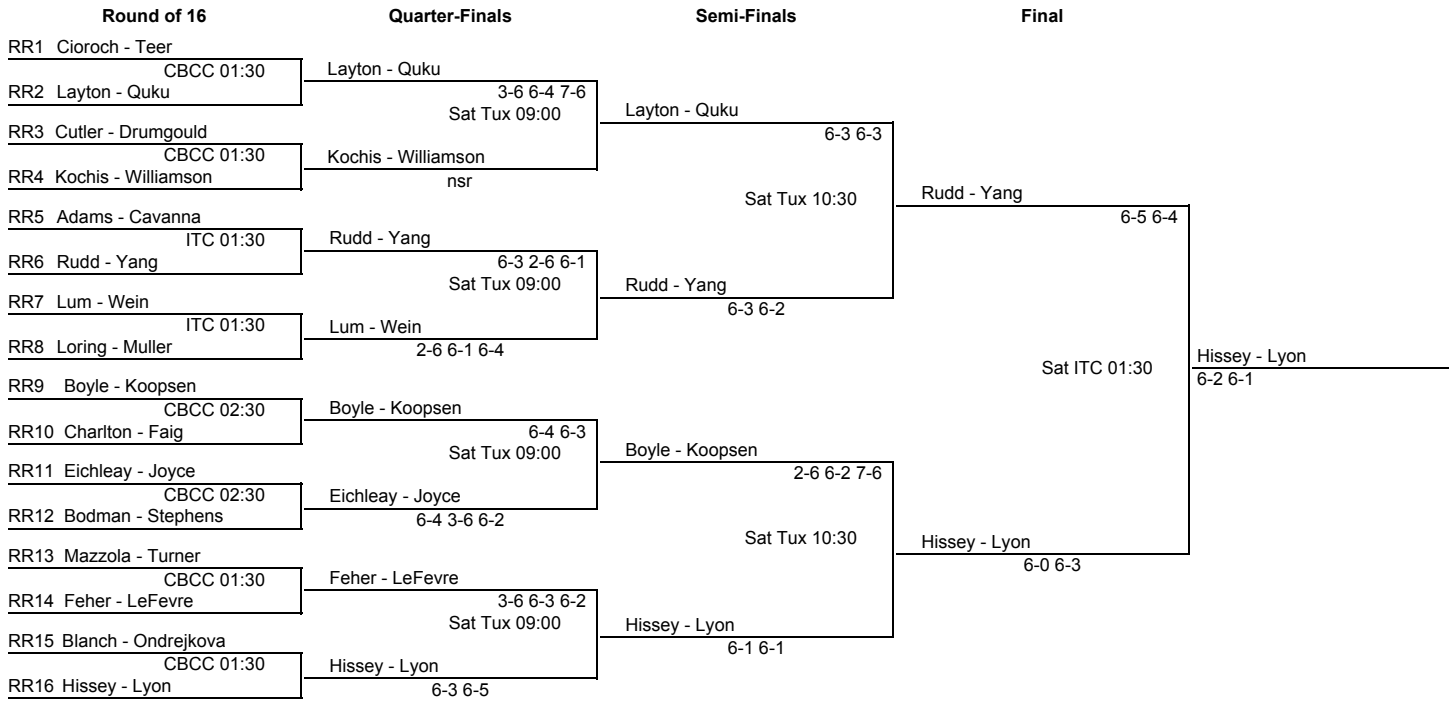 Round of 16 Quarter-Finals Semi-Finals Final
RR1 Cioroch - Teer
CBCC 01:30
RR2 Layton - Quku
RR3 Cutler - Drumgould
CBCC 01:30
RR4 Kochis - Williamson
RR5 Adams - Cavanna
ITC 01:30
RR6 Rudd - Yang
RR7 Lum - Wein
ITC 01:30
RR8 Loring - Muller
RR9 Boyle - Koopsen
CBCC 02:30
RR10 Charlton - Faig
RR11 Eichleay - Joyce
CBCC 02:30
RR12 Bodman - Stephens
RR13 Mazzola - Turner
CBCC 01:30
RR14 Feher - LeFevre
RR15 Blanch - Ondrejkova
CBCC 01:30
RR16 Hissey - Lyon
Layton - Quku
3-6 6-4 7-6
Sat Tux 09:00
Kochis - Williamson
nsr
Rudd - Yang
6-3 2-6 6-1
Sat Tux 09:00
Lum - Wein
2-6 6-1 6-4
Boyle - Koopsen
6-4 6-3
Sat Tux 09:00
Eichleay - Joyce
6-4 3-6 6-2
Feher - LeFevre
3-6 6-3 6-2
Sat Tux 09:00
Hissey - Lyon
6-3 6-5
Layton - Quku
6-3 6-3
Sat Tux 10:30
Rudd - Yang
6-3 6-2
Boyle - Koopsen
2-6 6-2 7-6
Sat Tux 10:30
Hissey - Lyon
6-1 6-1
Rudd - Yang
6-5 6-4
Sat ITC 01:30
Hissey - Lyon
6-0 6-3
Hissey - Lyon
6-2 6-1